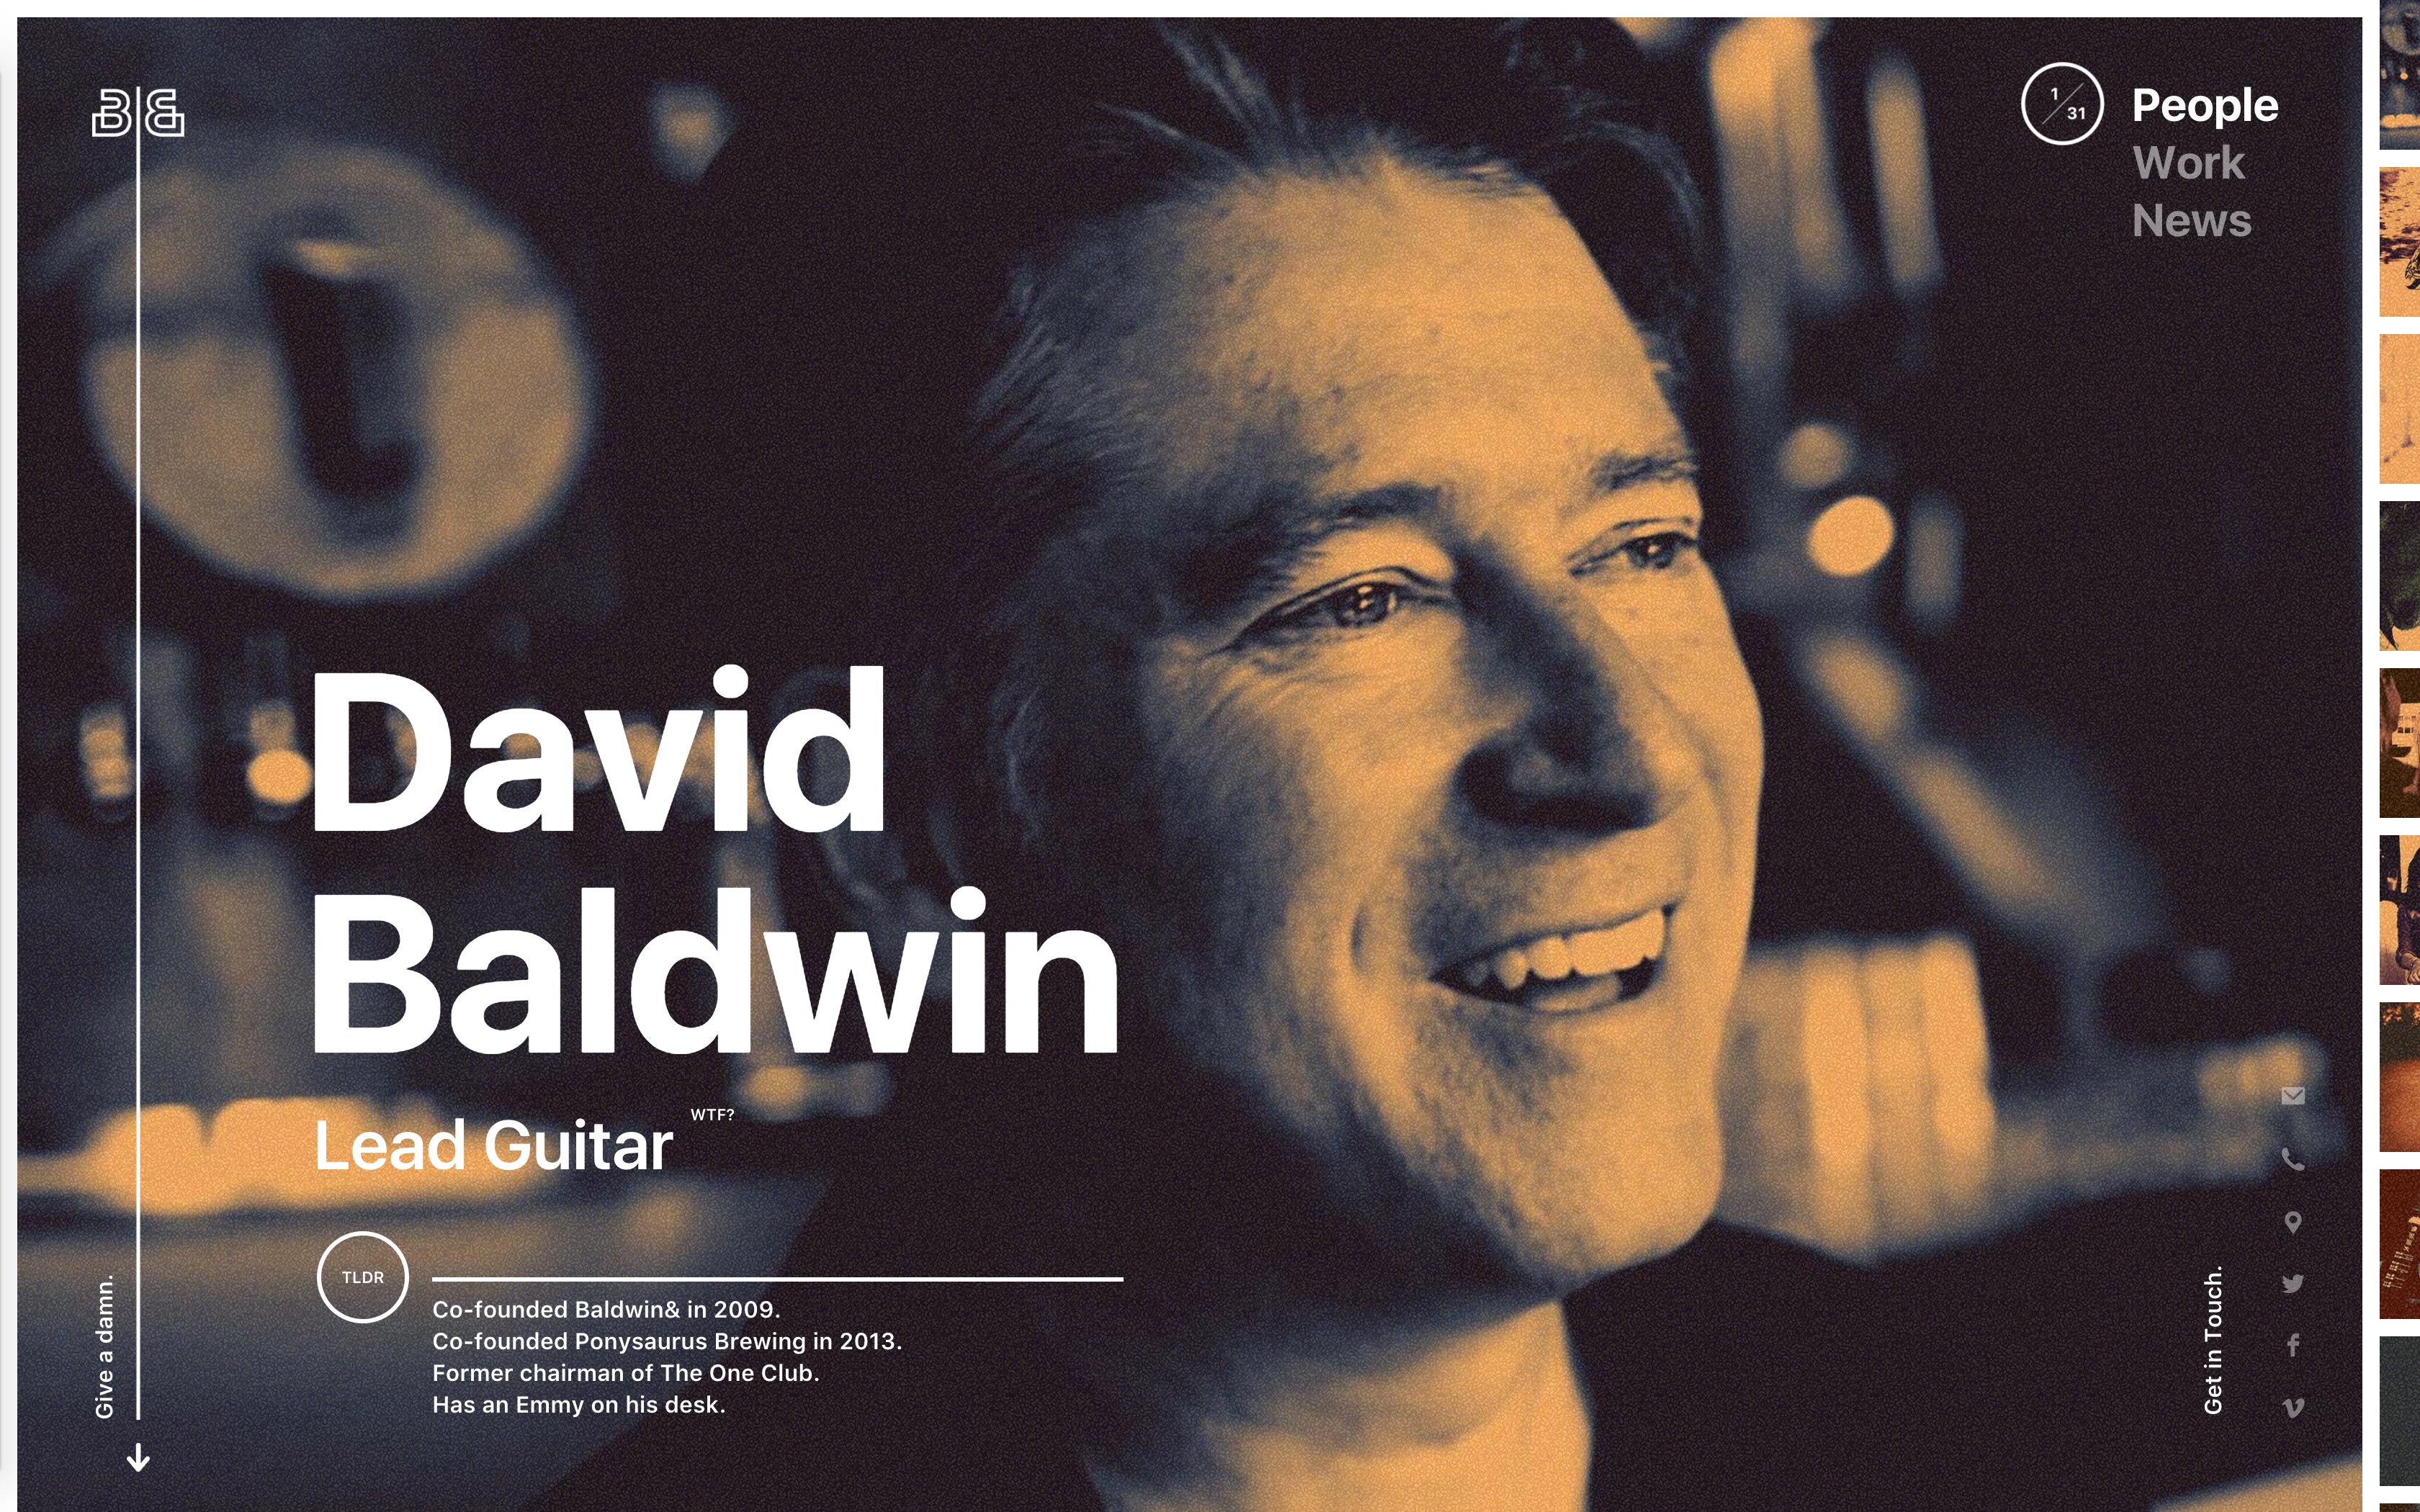 B|&
1/31
People
Work
News
David
Baldwin
Lead Guitar WTF?
TLDR
Co-founded Baldwin& in 2009.
Co-founded Ponysaurus Brewing in 2013.
Former chairman of The One Club.
Has an Emmy on his desk.
Give a damn.
Get in Touch.